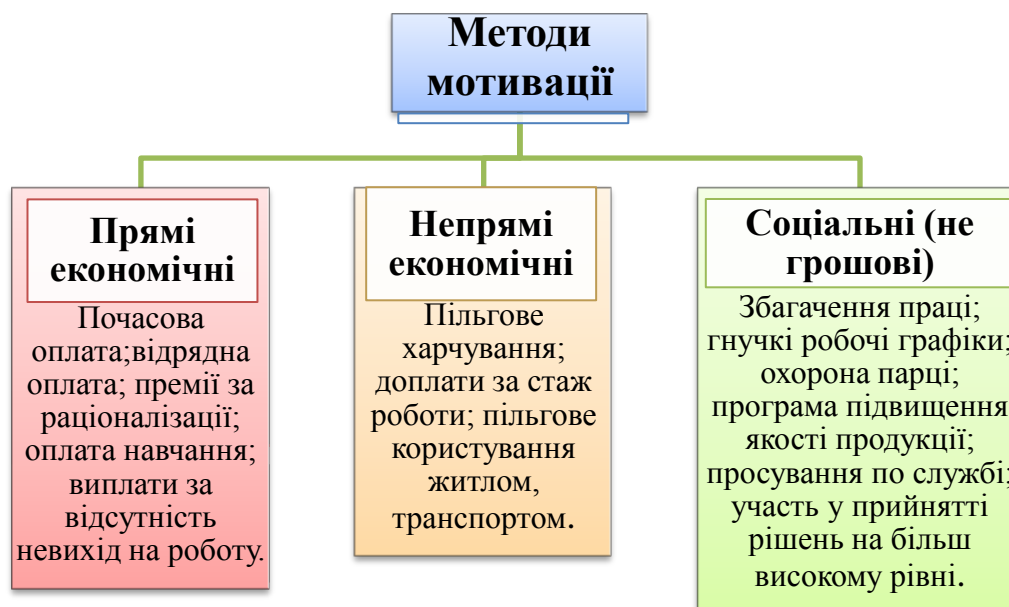 Методи
мотивації
Прямі
економічні
Почасова
оплата;відрядна
оплата; премії за
раціоналізації;
оплата навчання;
виплати за
відсутність
невихід на роботу.
Непрямі
економічні
Пільгове
харчування;
доплати за стаж
роботи; пільгове
користування
житлом,
транспортом.
Соціальні (не
грошові)
Збагачення праці;
гнучкі робочі графіки;
охорона парці;
програма підвищення
якості продукції;
просування по службі;
участь у прийнятті
рішень на більш
високому рівні.